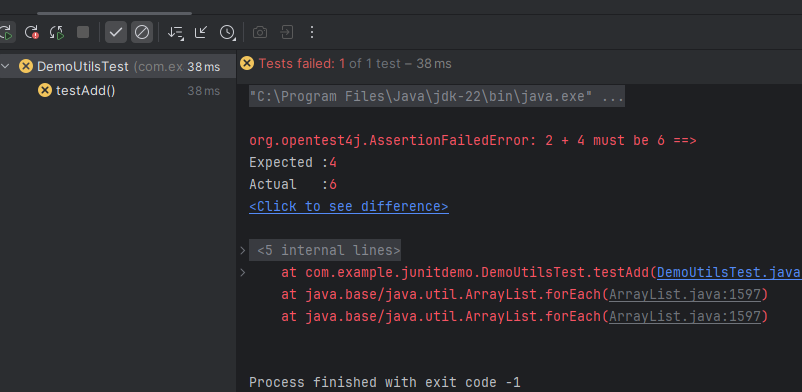 DemoUtilsTest (com.ex 38 ms
testAdd() 38 ms
Tests failed: 1 of 1 test – 38 ms
"C:\Program Files\Java\jdk-22\bin\java.exe" ...
org.opentest4j.AssertionFailedError: 2 + 4 must be 6 ==>
Expected :4
Actual   :6
<Click to see difference>
<5 internal lines>
at com.example.junitdemo.DemoUtilsTest.testAdd(DemoUtilsTest.java
at java.base/java.util.ArrayList.forEach(ArrayList.java:1597)
at java.base/java.util.ArrayList.forEach(ArrayList.java:1597)
Process finished with exit code -1